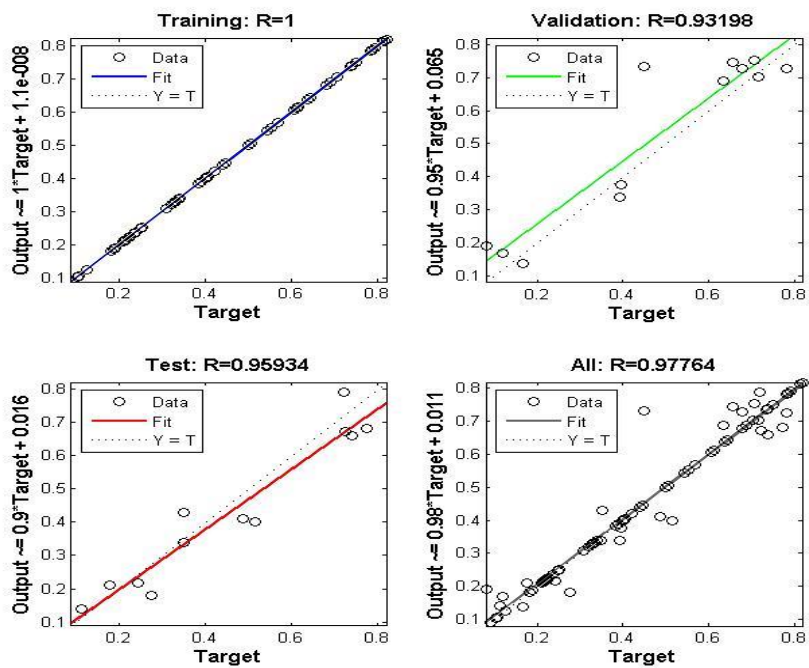 Training: R=1
Data
Fit
Y = T
Output ~= 1*Target + 1.1e-008
0.8
0.7
0.6
0.5
0.4
0.3
0.2
0.1
0.2
0.4
0.6
0.8
Target
Validation: R=0.93198
Data
Fit
Y = T
Output ~= 0.95*Target + 0.065
0.8
0.7
0.6
0.5
0.4
0.3
0.2
0.1
0.2
0.4
0.6
0.8
Target
Test: R=0.95934
Data
Fit
Y = T
Output ~= 0.9*Target + 0.016
0.8
0.7
0.6
0.5
0.4
0.3
0.2
0.1
0.2
0.4
0.6
0.8
Target
All: R=0.97764
Data
Fit
Y = T
Output ~= 0.98*Target + 0.011
0.8
0.7
0.6
0.5
0.4
0.3
0.2
0.1
0.2
0.4
0.6
0.8
Target